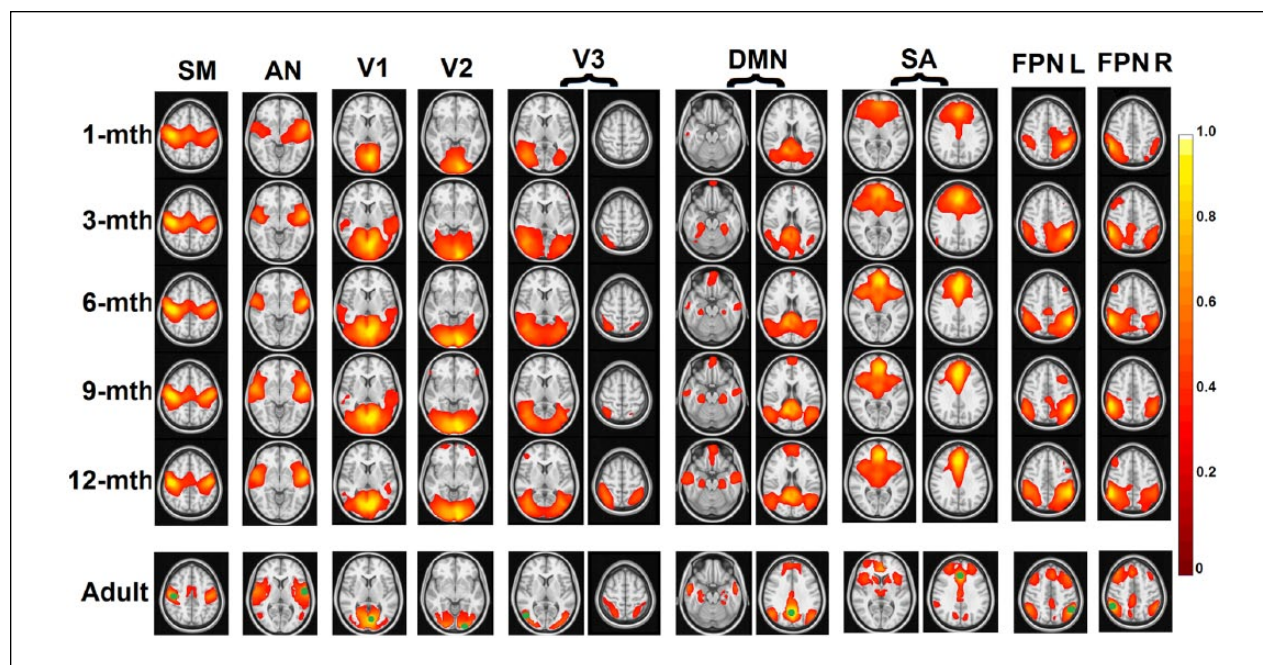 SM AN V1 V2 V3 DMN SA FPN L FPN R
1-mth
3-mth
6-mth
9-mth
12-mth
Adult
1.0
0.8
0.6
0.4
0.2
0